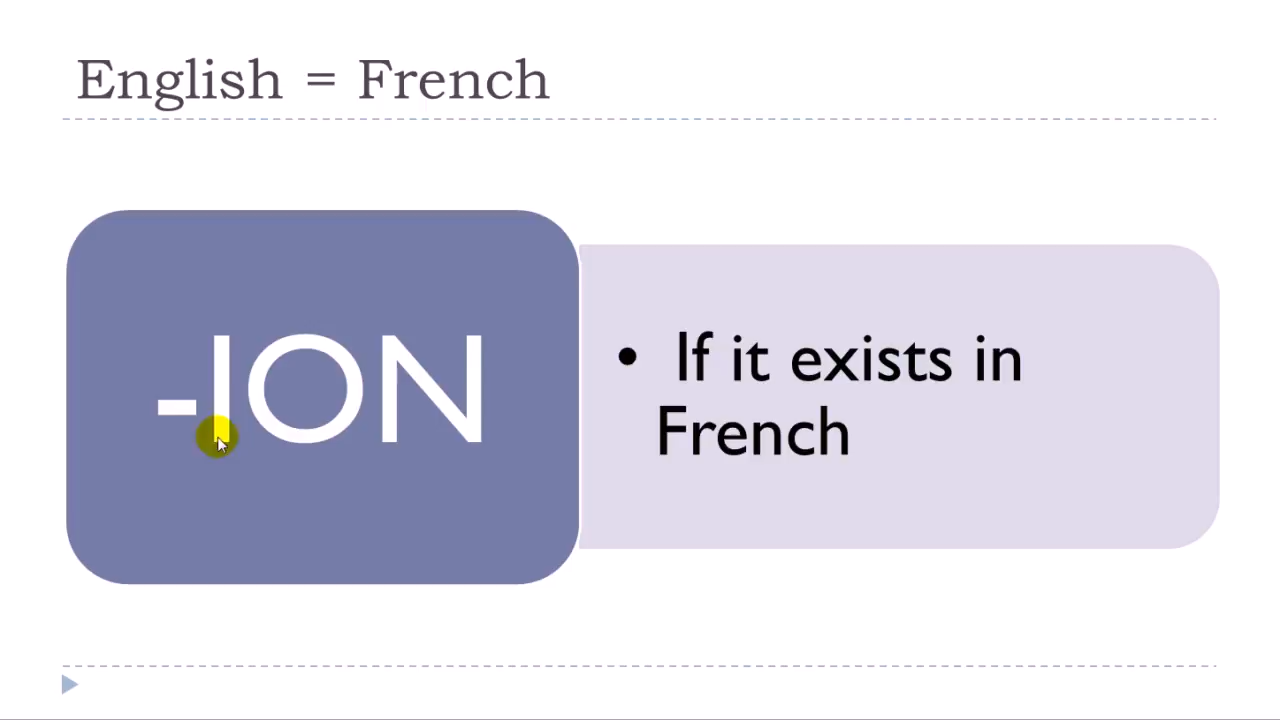 English = French
-ION
• If it exists in
French